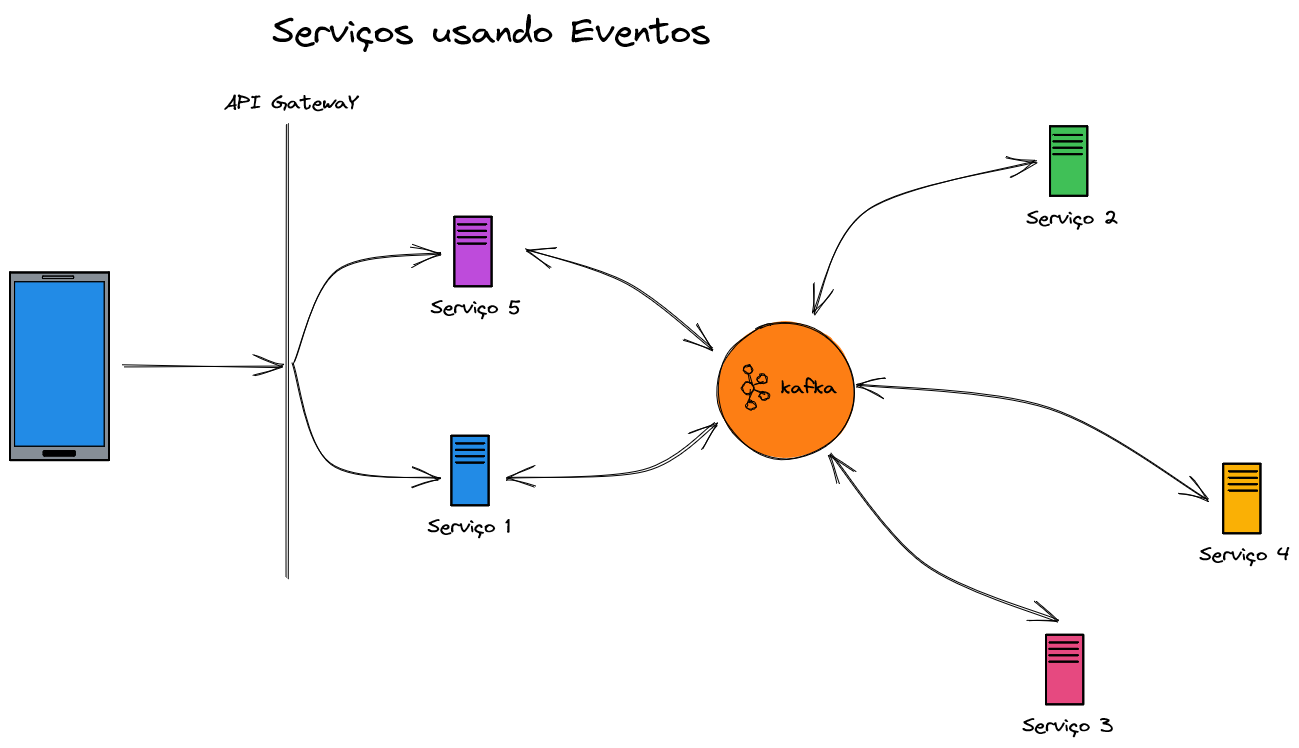 Serviços usando Eventos
API GatewaY
Serviço 2
Serviço 5
kafka
Serviço 1
Serviço 4
Serviço 3